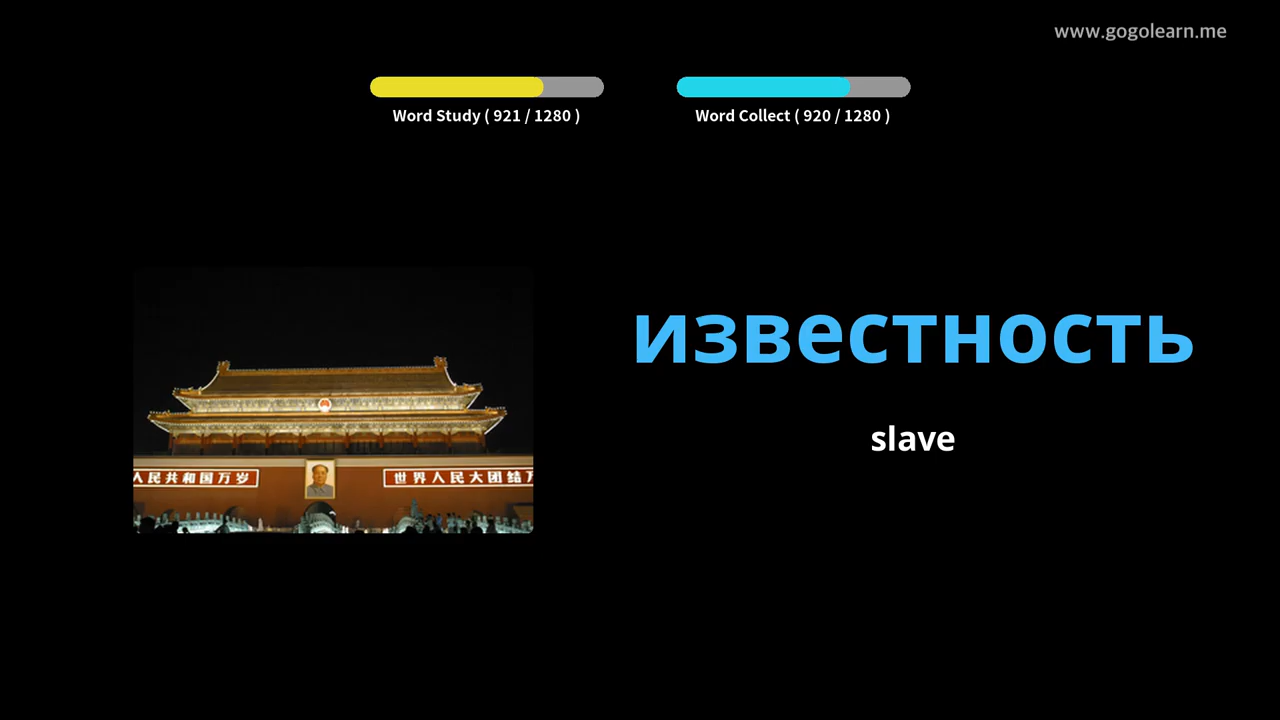 www.gogolearn.me
Word Study ( 921 / 1280 )
Word Collect ( 920 / 1280 )
известность
slave
人民共和国万岁
世界人民大团结万